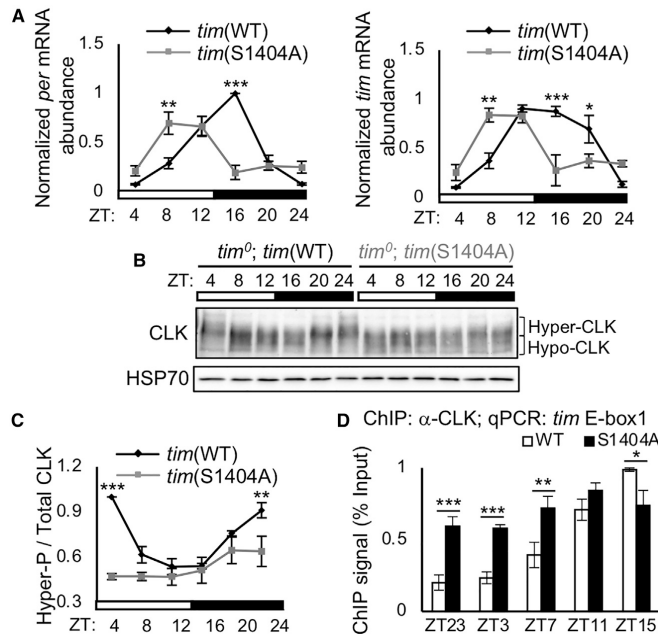 A
tim(WT)
tim(S1404A)
Normalized per mRNA abundance
1.5
1
0.5
0
**
***
ZT: 4 8 12 16 20 24
tim(WT)
tim(S1404A)
Normalized tim mRNA abundance
1.5
1
0.5
0
**
***
*
ZT: 4 8 12 16 20 24
B
tim⁰; tim(WT) tim⁰; tim(S1404A)
ZT: 4 8 12 16 20 24 4 8 12 16 20 24
CLK
Hyper-CLK
Hypo-CLK
HSP70
C
tim(WT)
tim(S1404A)
Hyper-P / Total CLK
1.2
0.9
0.6
0.3
***
**
ZT: 4 8 12 16 20 24
D ChIP: α-CLK; qPCR: tim E-box1
WT S1404A
ChIP signal (% Input)
1
0.5
0
***
***
**
*
ZT23 ZT3 ZT7 ZT11 ZT15